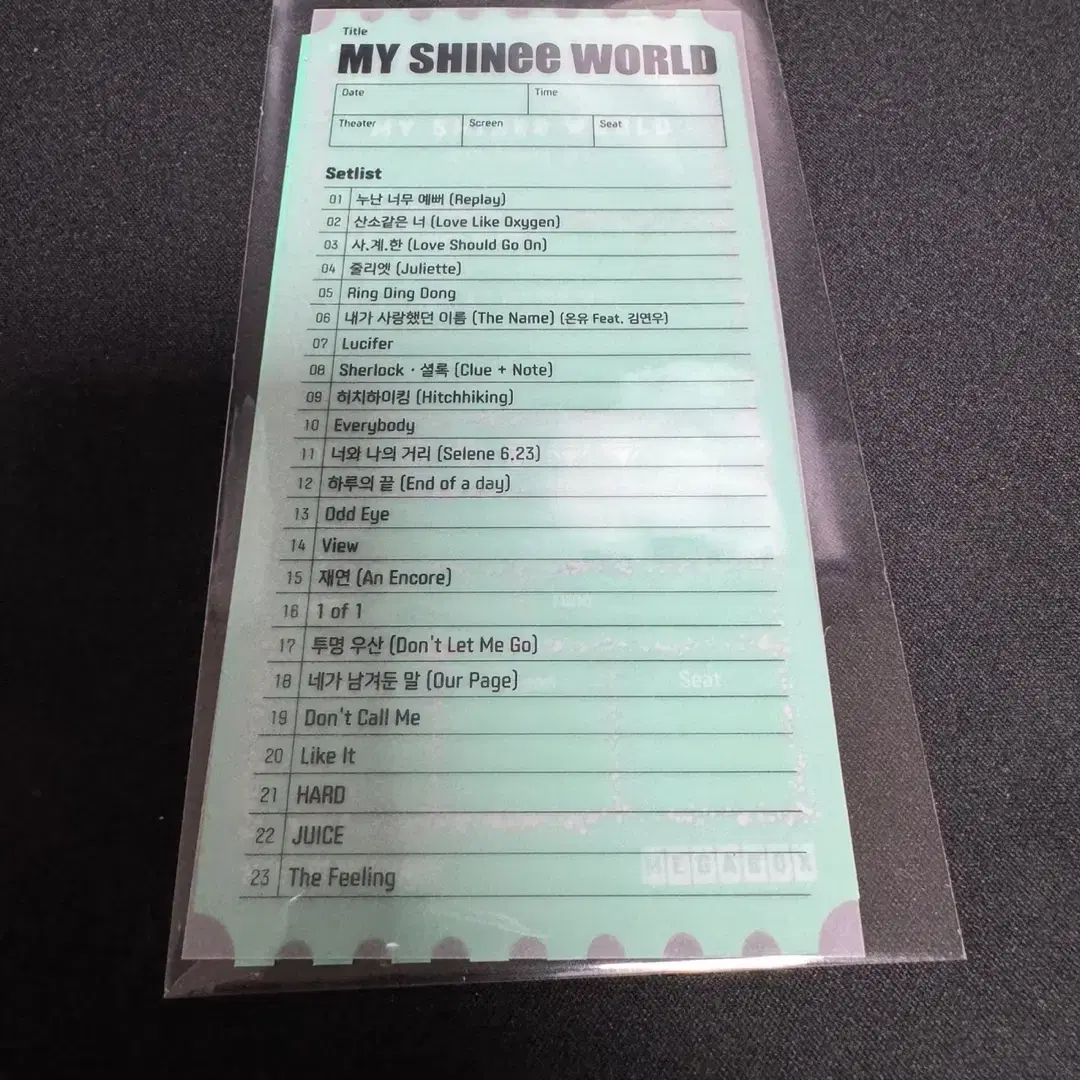 Title
MY SHINee WORLD
Date
Time
Theater
Screen
Seat
Setlist
01 누난 너무 예뻐 (Replay)
02 산소같은 너 (Love Like Oxygen)
03 사.계.한 (Love Should Go On)
04 줄리엣 (Juliette)
05 Ring Ding Dong
06 내가 사랑했던 이름 (The Name) (온유 Feat. 김연우)
07 Lucifer
08 Sherlock · 셜록 (Clue + Note)
09 히치하이킹 (Hitchhiking)
10 Everybody
11 너와 나의 거리 (Selene 6.23)
12 하루의 끝 (End of a day)
13 Odd Eye
14 View
15 재연 (An Encore)
16 1 of 1
17 투명 우산 (Don't Let Me Go)
18 네가 남겨둔 말 (Our Page)
Seat
19 Don't Call Me
20 Like It
21 HARD
22 JUICE
23 The Feeling
MEGABOX